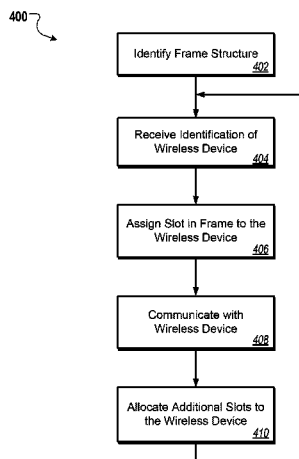 400
Identify Frame Structure
402
Receive Identification of
Wireless Device
404
Assign Slot in Frame to the
Wireless Device
406
Communicate with
Wireless Device
408
Allocate Additional Slots to
the Wireless Device
410